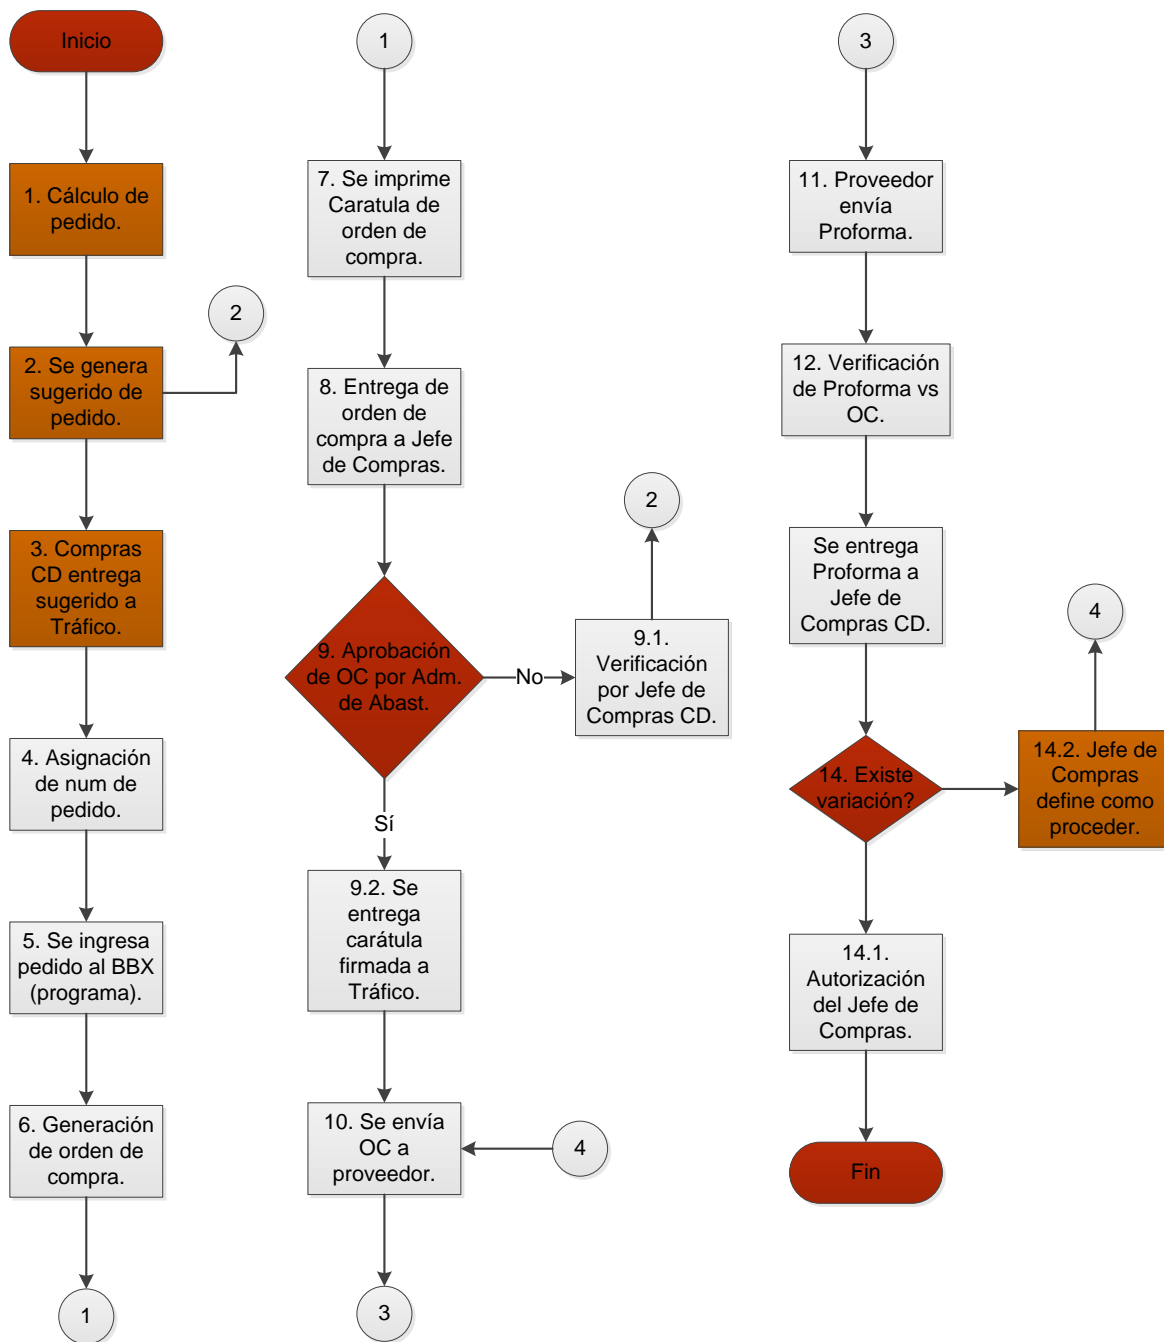 Inicio
1. Cálculo de
pedido.
2
2. Se genera
sugerido de
pedido.
3. Compras
CD entrega
sugerido a
Tráfico.
4. Asignación
de num de
pedido.
5. Se ingresa
pedido al BBX
(programa).
6. Generación
de orden de
compra.
1
1
7. Se imprime
Caratula de
orden de
compra.
8. Entrega de
orden de
compra a Jefe
de Compras.
9. Aprobación
de OC por Adm.
de Abast.
No
9.1.
Verificación
por Jefe de
Compras CD.
2
Sí
9.2. Se
entrega
carátula
firmada a
Tráfico.
10. Se envía
OC a
proveedor.
4
3
3
11. Proveedor
envía
Proforma.
12. Verificación
de Proforma vs
OC.
Se entrega
Proforma a
Jefe de
Compras CD.
14. Existe
variación?
4
14.2. Jefe de
Compras
define como
proceder.
14.1.
Autorización
del Jefe de
Compras.
Fin